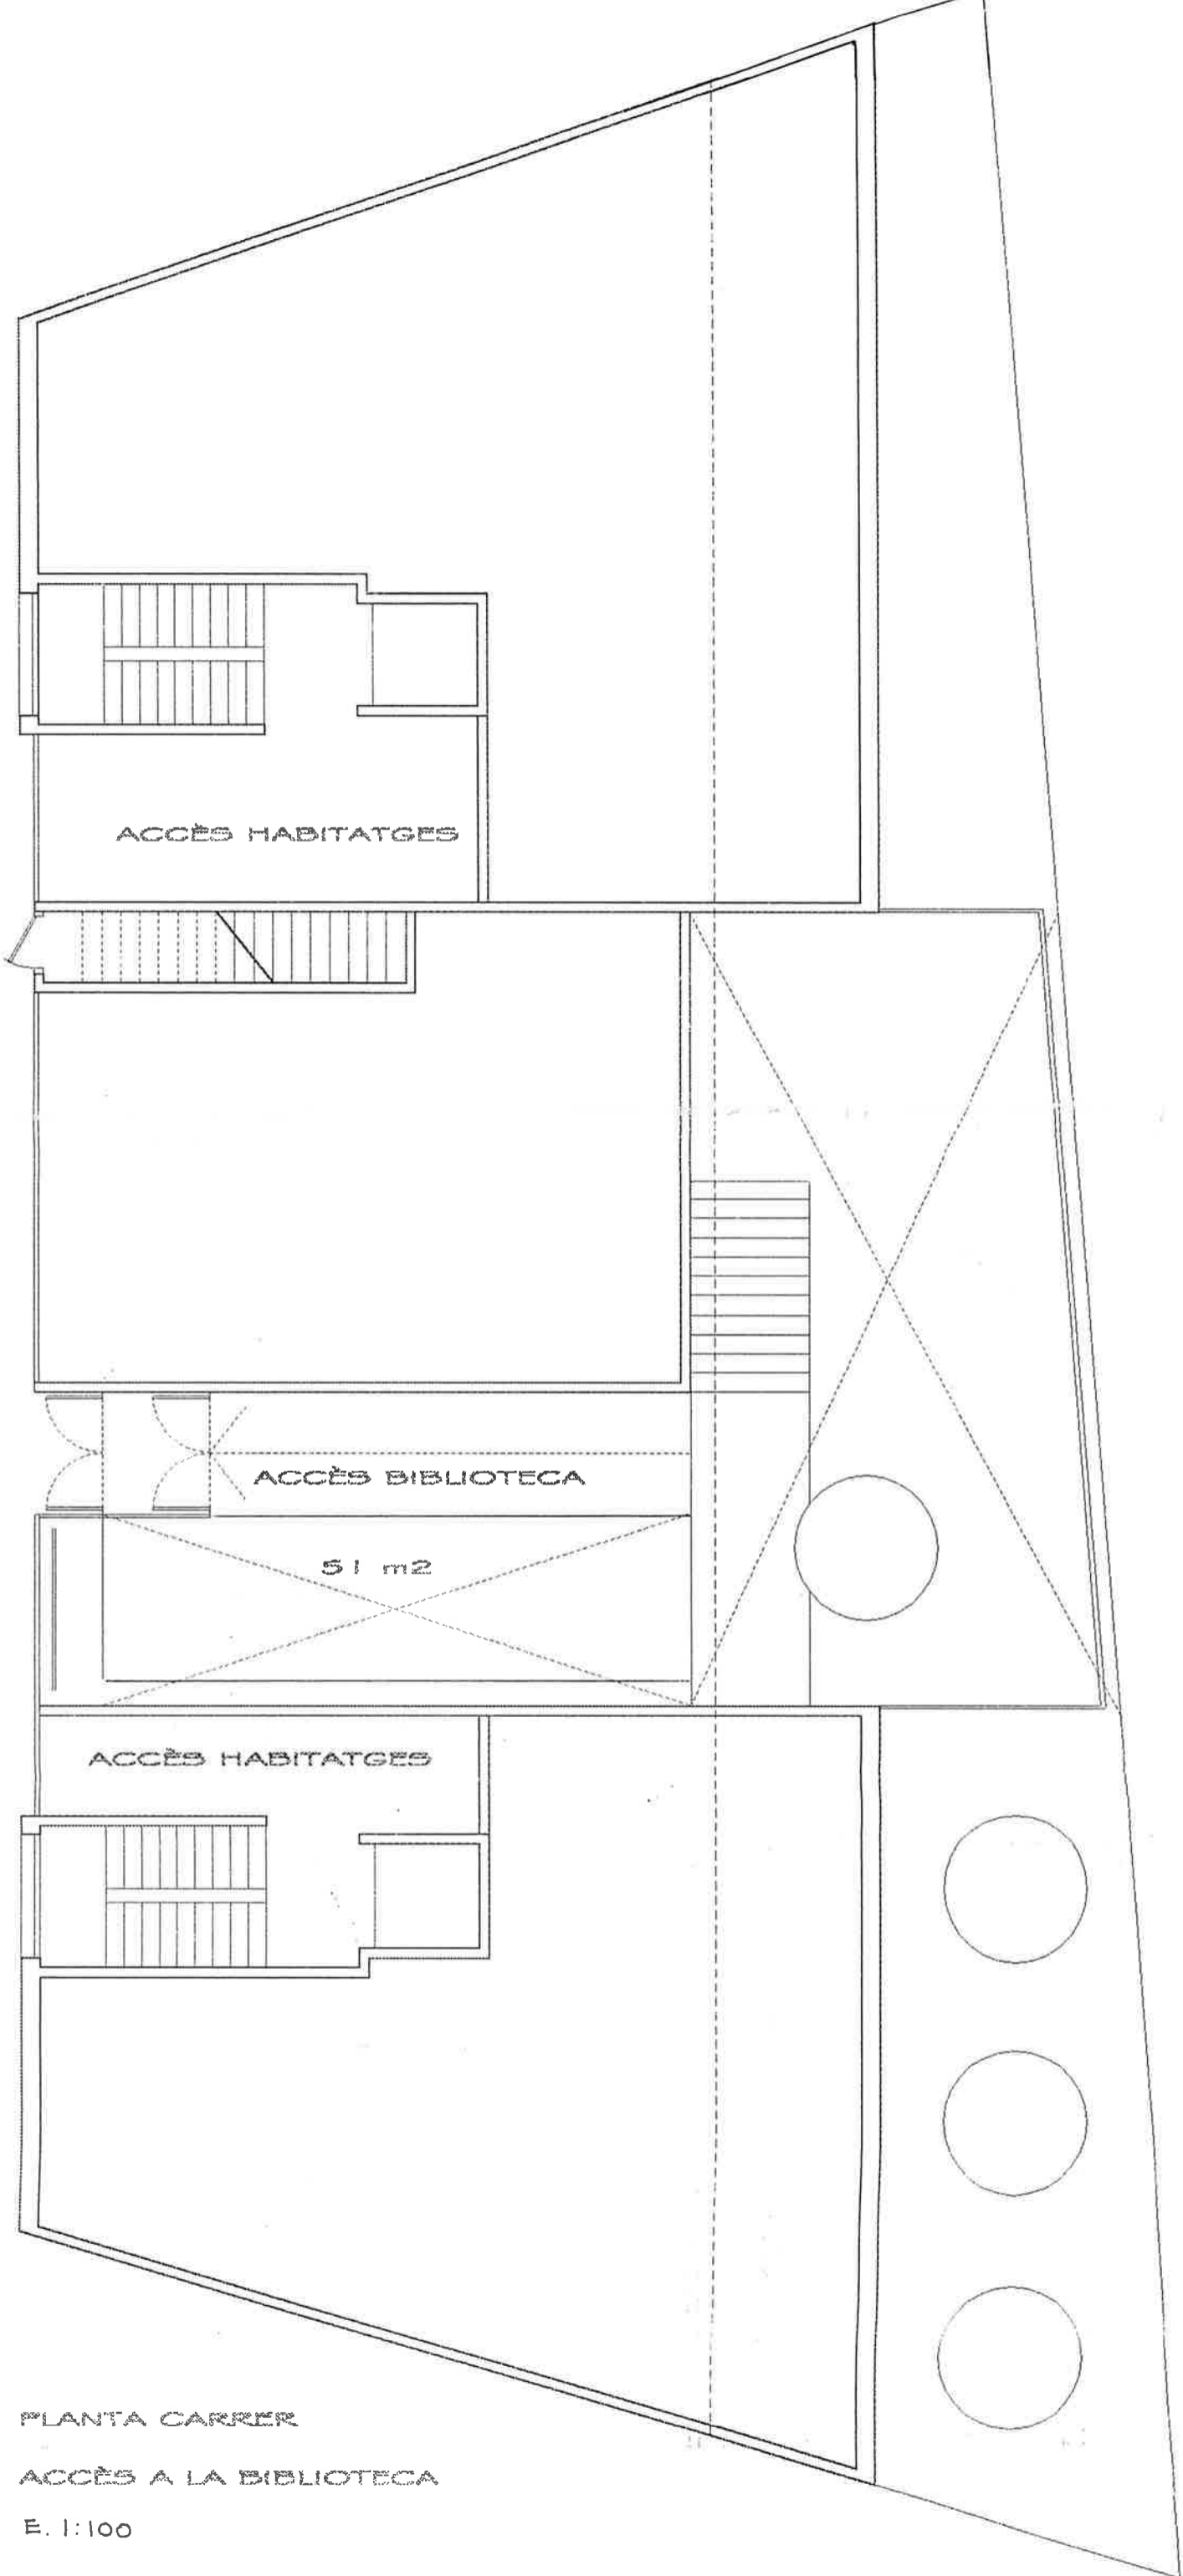 ACCÈS HABITATGES
ACCÈS BIBLIOTECA
51 m2
ACCÈS HABITATGES
PLANTA CARRER
ACCÈS A LA BIBLIOTECA
E. 1:100